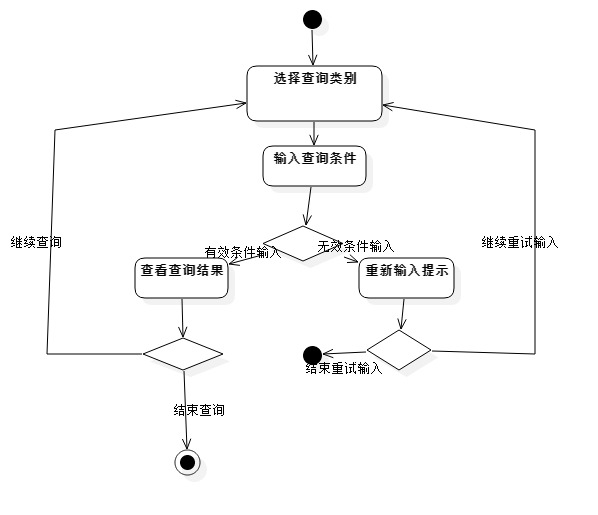 选择查询类别
输入查询条件
继续查询
继续重试输入
有效条件输入
无效条件输入
查看查询结果
重新输入提示
结束重试输入
结束查询